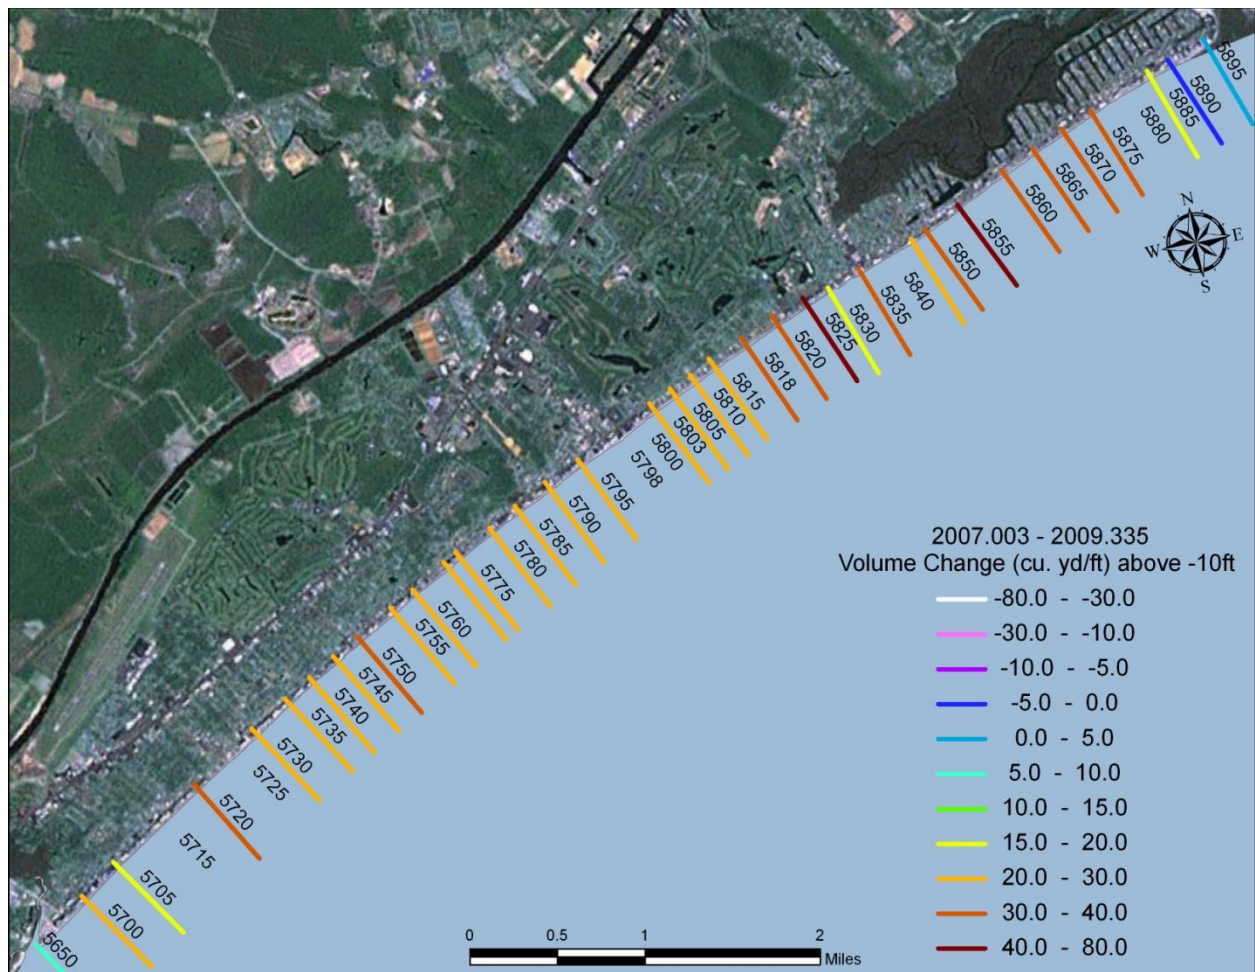 5895
5890
5885
5880
5875
5870
5865
5860
5855
5850
5840
5835
5830
5825
5820
5818
5815
5810
5805
5803
5800
5798
5795
5790
5785
5780
5775
5760
5755
5750
5745
5740
5735
5730
5725
5720
5715
5705
5700
5650
N
W E
S
2007.003 - 2009.335
Volume Change (cu. yd/ft) above -10ft
-80.0 - -30.0
-30.0 - -10.0
-10.0 - -5.0
-5.0 - 0.0
0.0 - 5.0
5.0 - 10.0
10.0 - 15.0
15.0 - 20.0
20.0 - 30.0
30.0 - 40.0
40.0 - 80.0
0 0.5 1 2
Miles